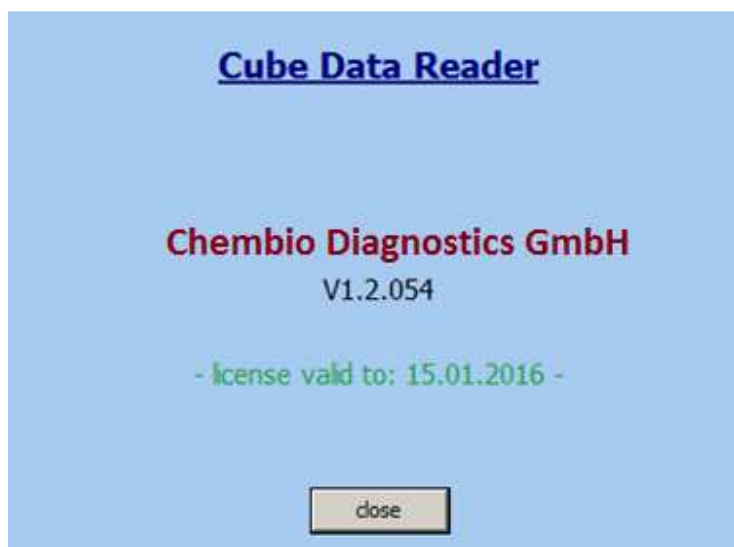 Cube Data Reader
Chembio Diagnostics GmbH
V1.2.054
- license valid to: 15.01.2016 -
close